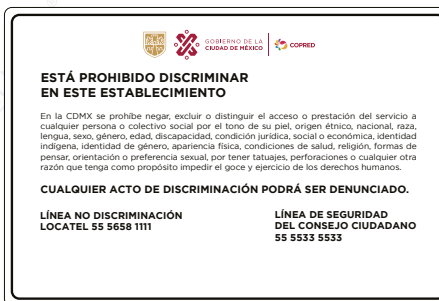 GOBIERNO DE LA
CIUDAD DE MÉXICO
COPRED
ESTÁ PROHIBIDO DISCRIMINAR
EN ESTE ESTABLECIMIENTO
En la CDMX se prohíbe negar, excluir o distinguir el acceso o prestación del servicio a
cualquier persona o colectivo social por el tono de su piel, origen étnico, nacional, raza,
lengua, sexo, género, edad, discapacidad, condición jurídica, social o económica, identidad
indígena, identidad de género, apariencia física, condiciones de salud, religión, formas de
pensar, orientación o preferencia sexual, por tener tatuajes, perforaciones o cualquier otra
razón que tenga como propósito impedir el goce y ejercicio de los derechos humanos.
CUALQUIER ACTO DE DISCRIMINACIÓN PODRÁ SER DENUNCIADO.
LÍNEA NO DISCRIMINACIÓN
LOCATEL 55 5658 1111
LÍNEA DE SEGURIDAD
DEL CONSEJO CIUDADANO
55 5533 5533